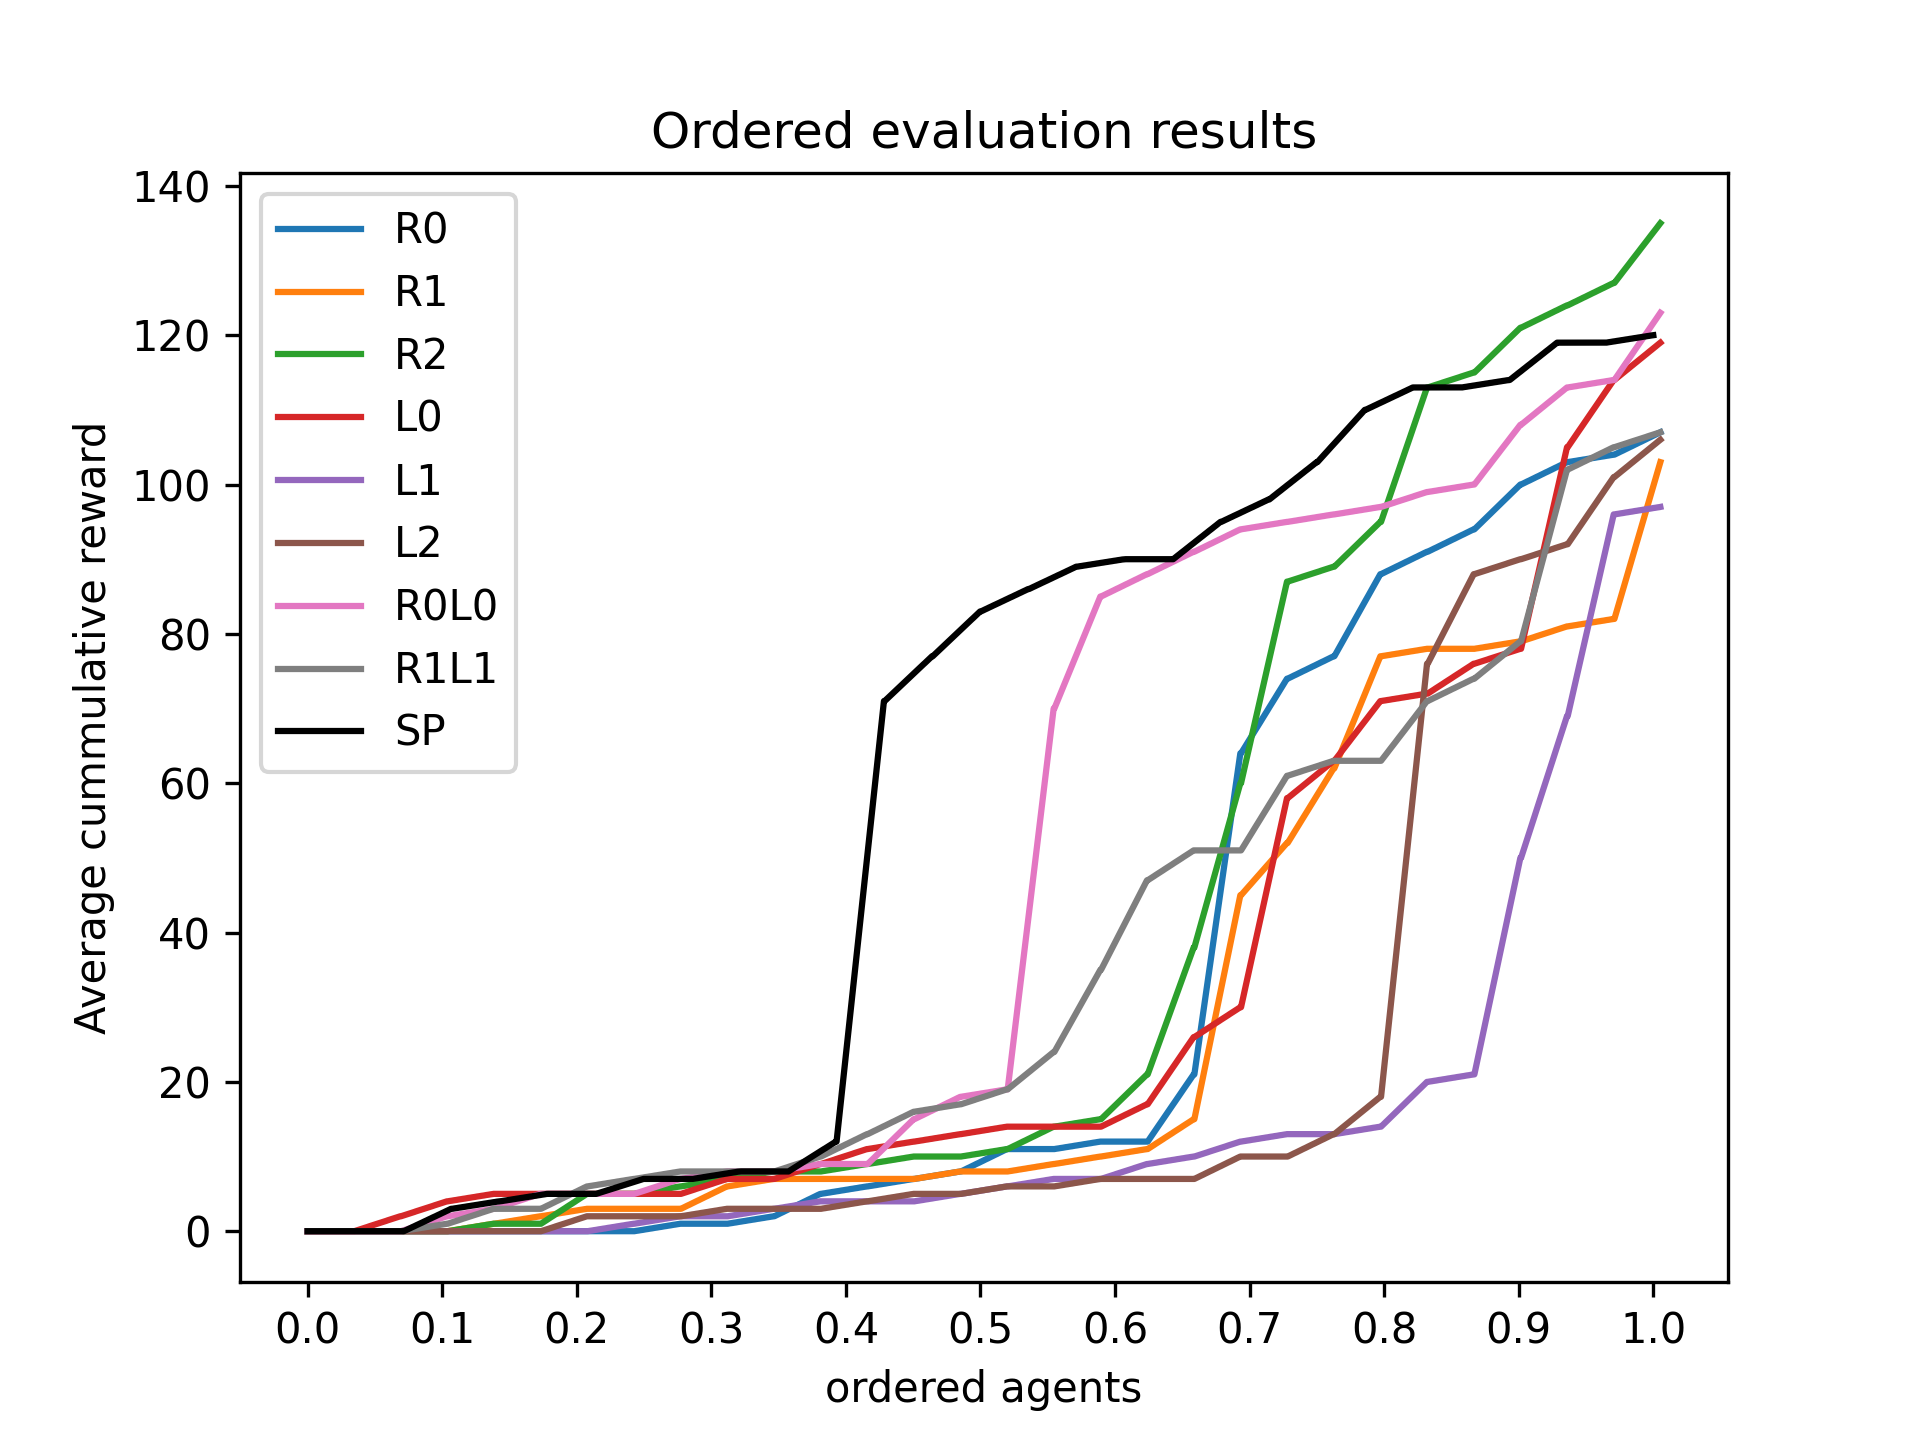 Ordered evaluation results
Average cummulative reward
140
120
100
80
60
40
20
0
R0
R1
R2
L0
L1
L2
R0L0
R1L1
SP
0.0 0.1 0.2 0.3 0.4 0.5 0.6 0.7 0.8 0.9 1.0
ordered agents